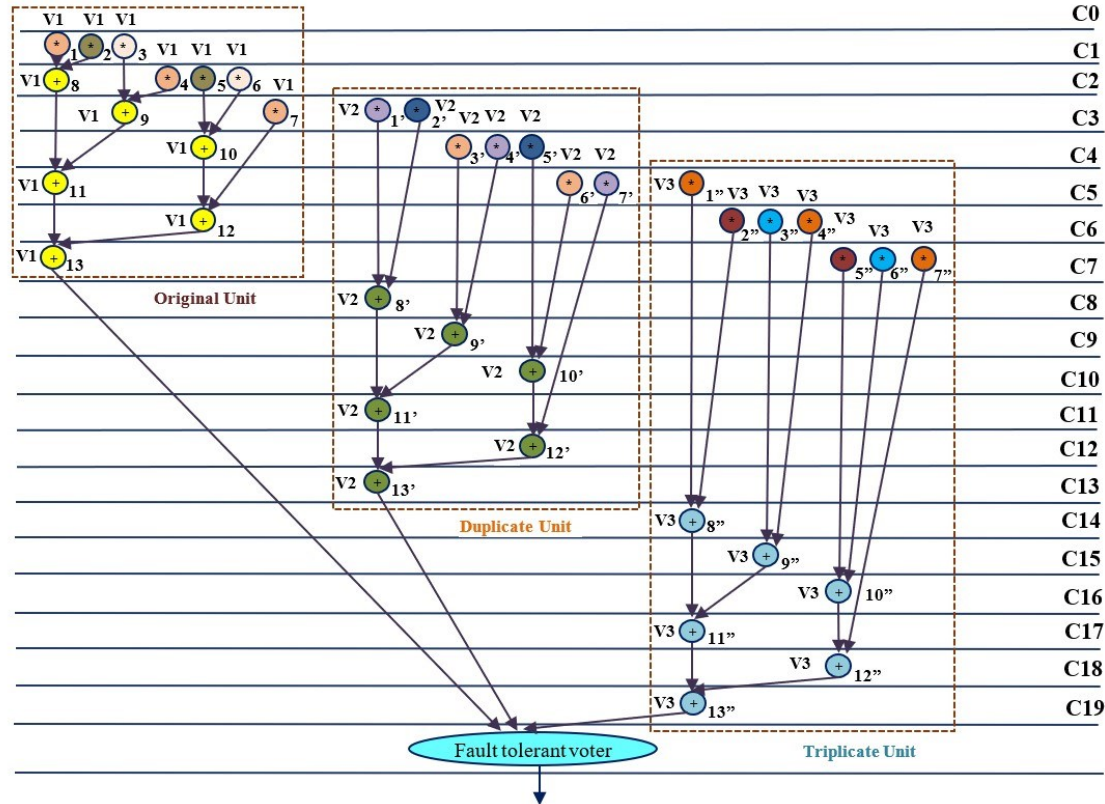 V1 V1 V1 C0
* 1 * 2 * 3 V1 V1 V1 C1
V1 + 8 * 4 * 5 * 6 V1 C2
V1 + 9 * 7 V2 * 1’ * 2’ V2 C3
V1 + 10 V2 * 3’ V2 * 4’ V2 * 5’ C4
V1 + 11 V2 * 6’ V2 * 7’ V3 * 1” V3 V3 C5
V1 + 12 * 2” * 3” * 4” V3 C6
V1 + 13 * 5” V3 * 6” V3 * 7” V3 C7
Original Unit
V2 + 8’ C8
V2 + 9’ C9
V2 + 10’ C10
V2 + 11’ C11
V2 + 12’ C12
V2 + 13’ C13
Duplicate Unit
V3 + 8” C14
V3 + 9” C15
V3 + 10” C16
V3 + 11” C17
V3 + 12” C18
V3 + 13” C19
Fault tolerant voter
Triplicate Unit